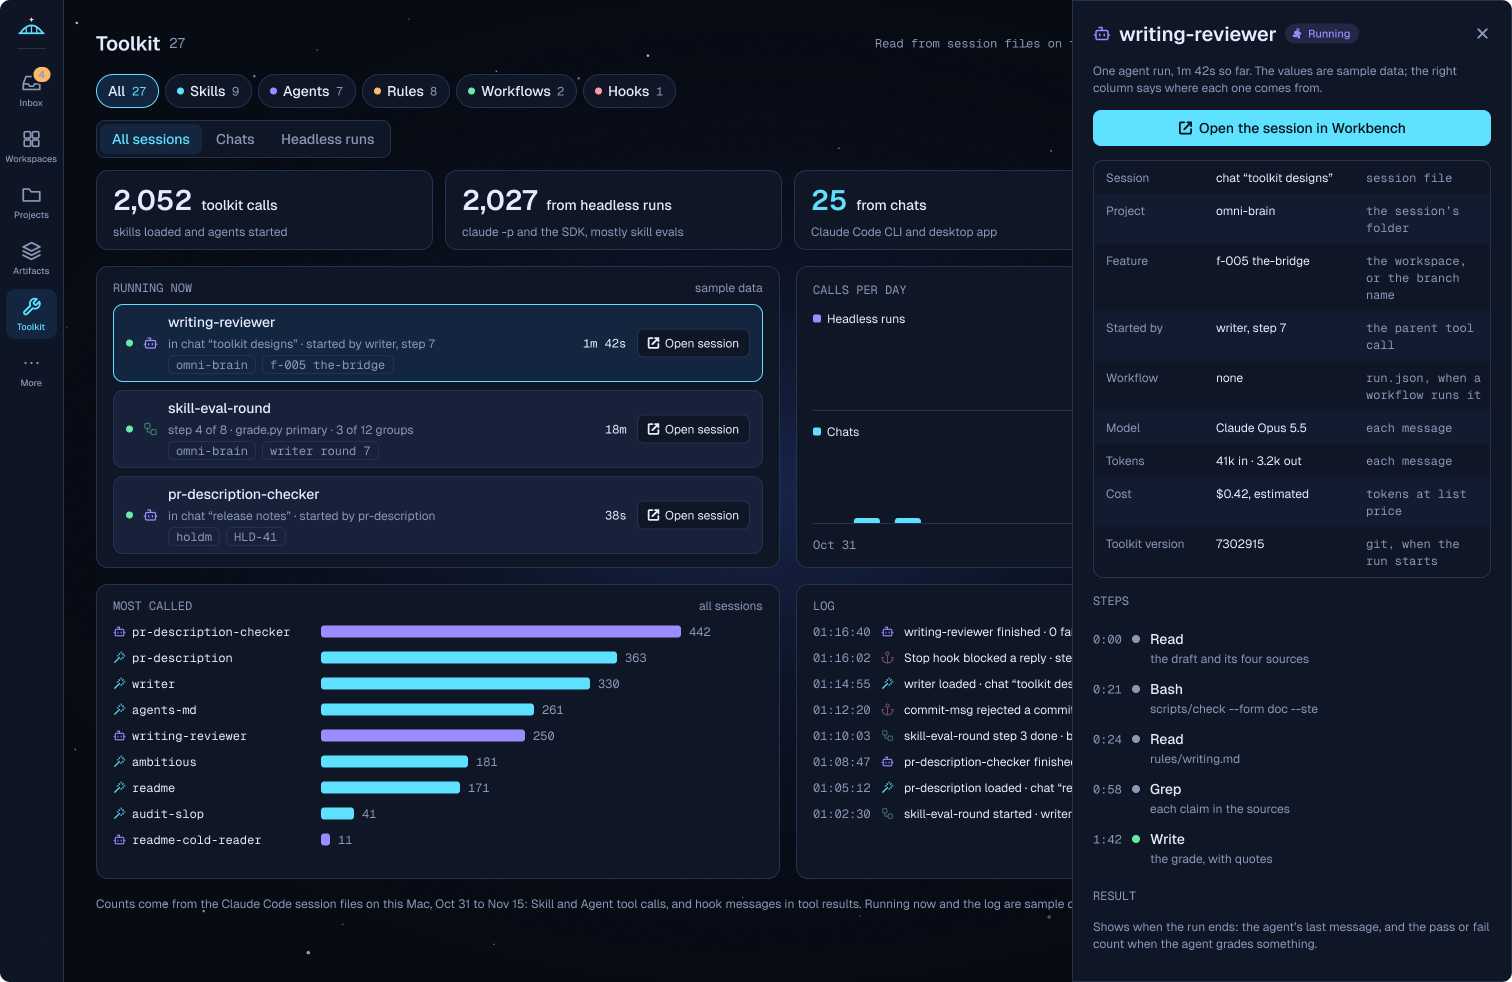 4
Inbox
Workspaces
Projects
Artifacts
Toolkit
More
Toolkit 27
Read from session files on
All 27
Skills 9
Agents 7
Rules 8
Workflows 2
Hooks 1
All sessions
Chats
Headless runs
2,052 toolkit calls
skills loaded and agents started
2,027 from headless runs
claude -p and the SDK, mostly skill evals
25 from chats
Claude Code CLI and desktop app
RUNNING NOW
sample data
writing-reviewer
in chat “toolkit designs” · started by writer, step 7
omni-brain
f-005 the-bridge
1m 42s
Open session
skill-eval-round
step 4 of 8 · grade.py primary · 3 of 12 groups
omni-brain
writer round 7
18m
Open session
pr-description-checker
in chat “release notes” · started by pr-description
holdm
HLD-41
38s
Open session
CALLS PER DAY
Headless runs
Chats
Oct 31
MOST CALLED
all sessions
pr-description-checker 442
pr-description 363
writer 330
agents-md 261
writing-reviewer 250
ambitious 181
readme 171
audit-slop 41
readme-cold-reader 11
LOG
01:16:40 writing-reviewer finished · 0 fa
01:16:02 Stop hook blocked a reply · ste
01:14:55 writer loaded · chat “toolkit des
01:12:20 commit-msg rejected a commit
01:10:03 skill-eval-round step 3 done · b
01:08:47 pr-description-checker finished
01:05:12 pr-description loaded · chat “re
01:02:30 skill-eval-round started · writer
Counts come from the Claude Code session files on this Mac, Oct 31 to Nov 15: Skill and Agent tool calls, and hook messages in tool results. Running now and the log are sample
writing-reviewer
Running
One agent run, 1m 42s so far. The values are sample data; the right
column says where each one comes from.
Open the session in Workbench
Session chat “toolkit designs” session file
Project omni-brain the session’s
folder
Feature f-005 the-bridge the workspace,
or the branch
name
Started by writer, step 7 the parent tool
call
Workflow none run.json, when a
workflow runs it
Model Claude Opus 5.5 each message
Tokens 41k in · 3.2k out each message
Cost $0.42, estimated tokens at list
price
Toolkit version 7302915 git, when the
run starts
STEPS
0:00 Read
the draft and its four sources
0:21 Bash
scripts/check --form doc --ste
0:24 Read
rules/writing.md
0:58 Grep
each claim in the sources
1:42 Write
the grade, with quotes
RESULT
Shows when the run ends: the agent’s last message, and the pass or fail
count when the agent grades something.